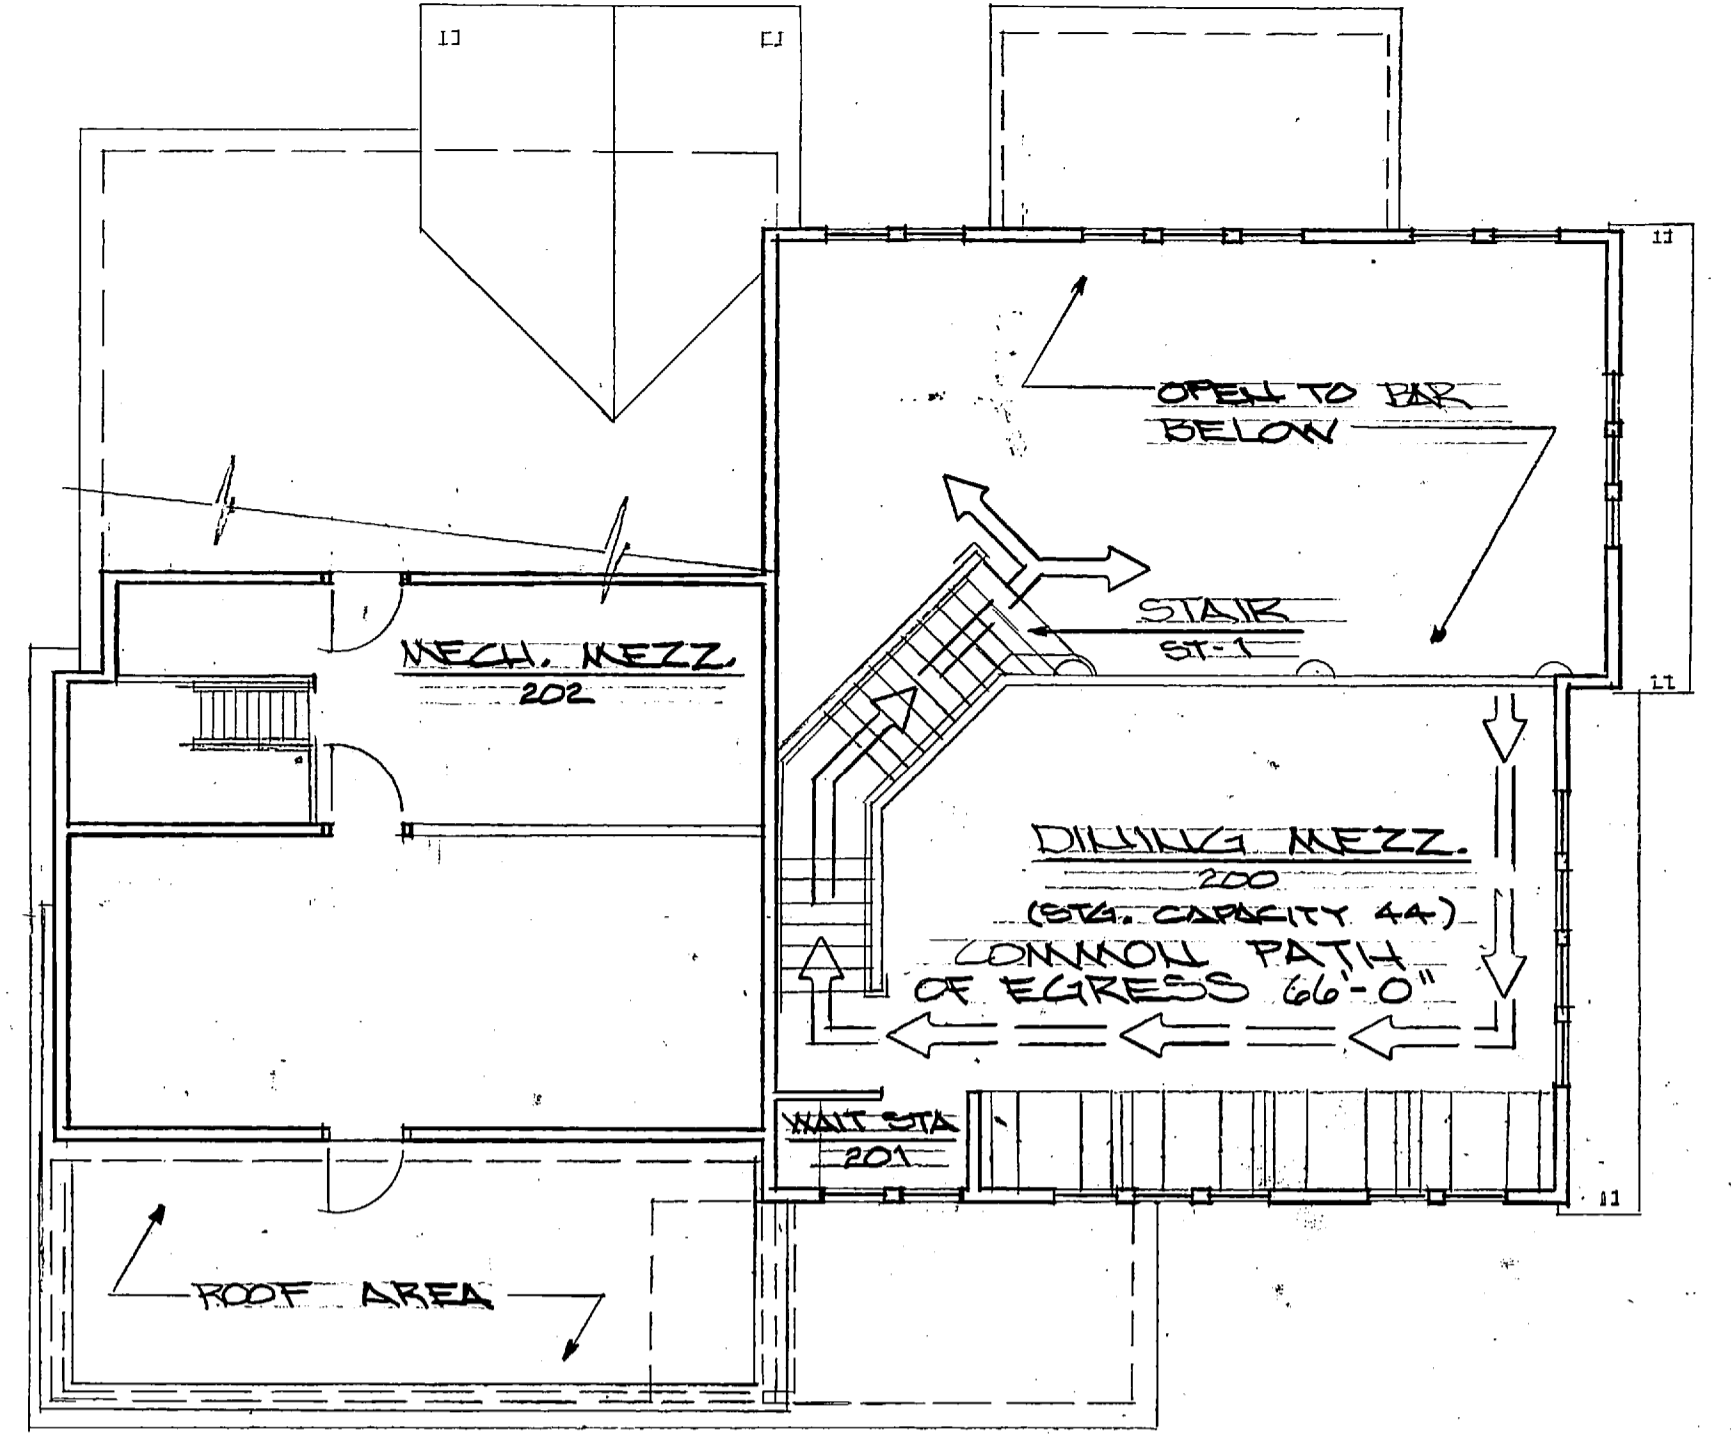 OPEN TO BAR
BELOW
STAIR
ST-1
MECH. MEZZ.
202
DINING MEZZ.
200
(STG. CAPACITY 44)
COMMON PATH
OF EGRESS 66'-0"
WAIT STA
201
ROOF AREA